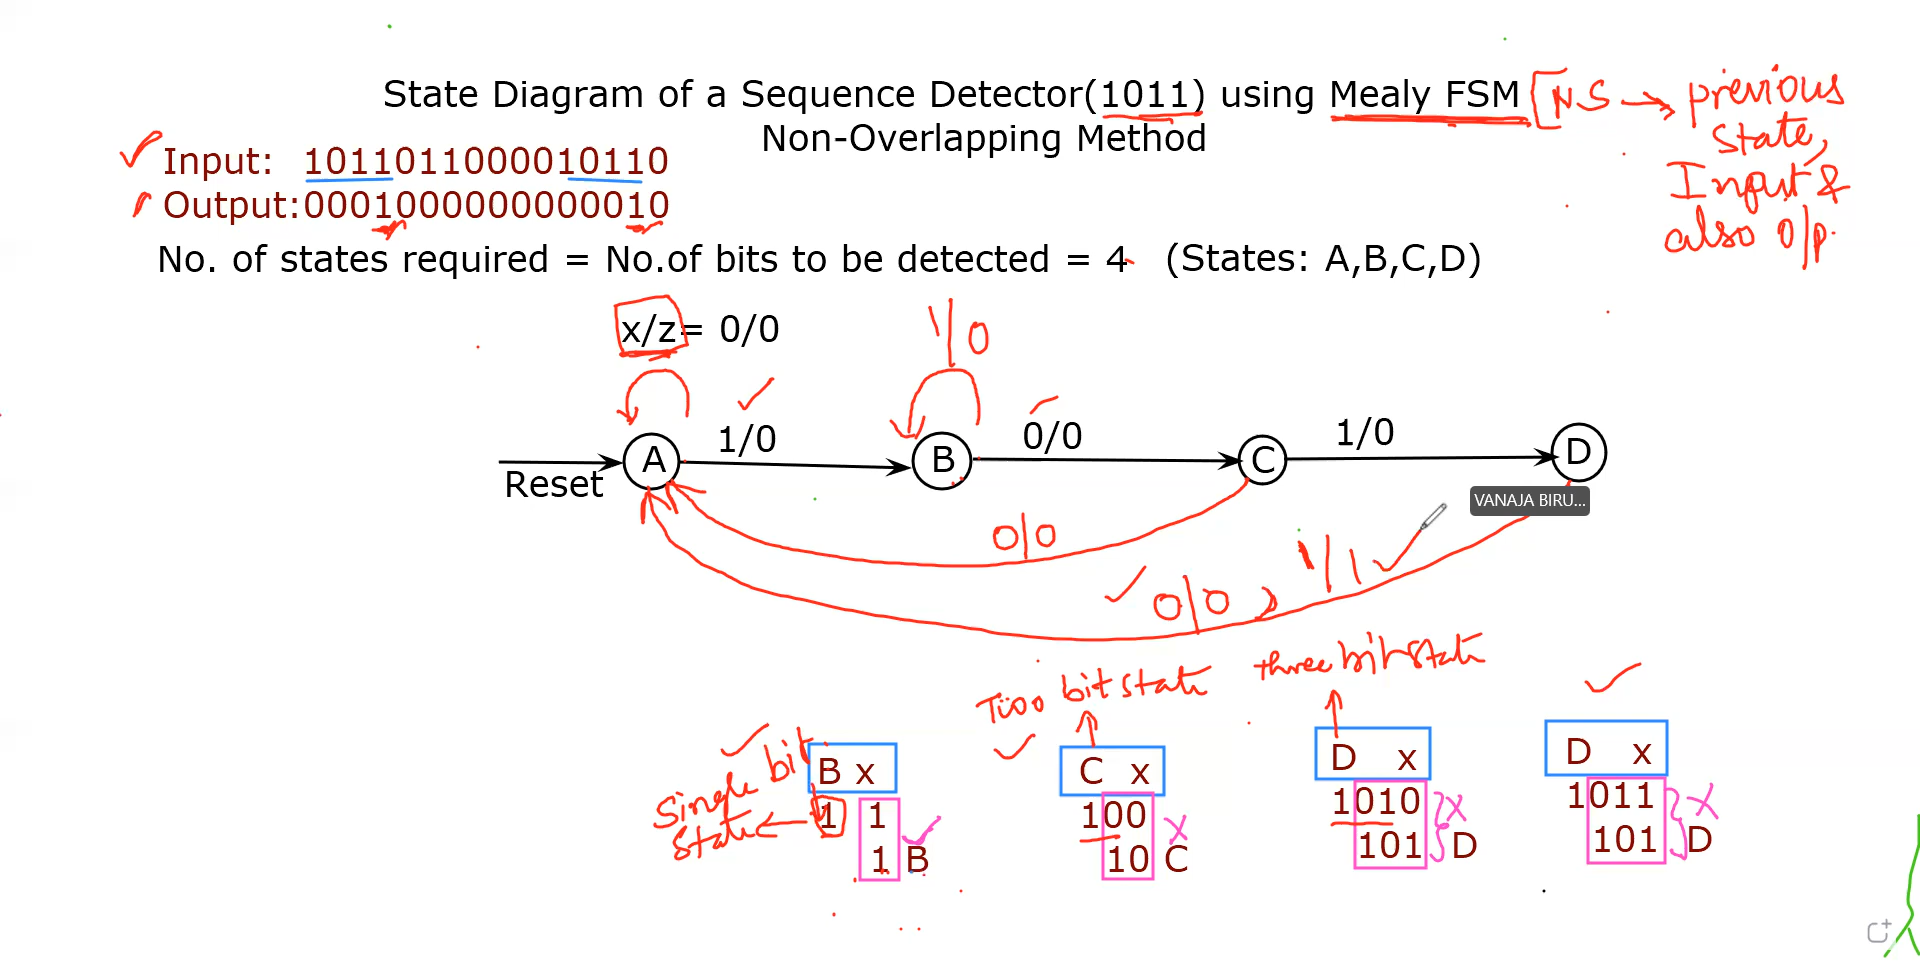 State Diagram of a Sequence Detector(1011) using Mealy FSM [NS → previous
Non-Overlapping Method
state,
Input &
also o/p.
Input: 10110110000010110
Output:00010000000000010
No. of states required = No.of bits to be detected = 4 (States: A,B,C,D)
x/z= 0/0
1/0
1/0
0/0
1/0
A
B
C
D
Reset
VANAJA BIRU...
0/0
0/0, 1/1
Two bit state
three bit state
Single bit
state
B x
1 1
1 B
C x
100 x
10 C
D x
1010 x
101 D
D x
1011 x
101 D